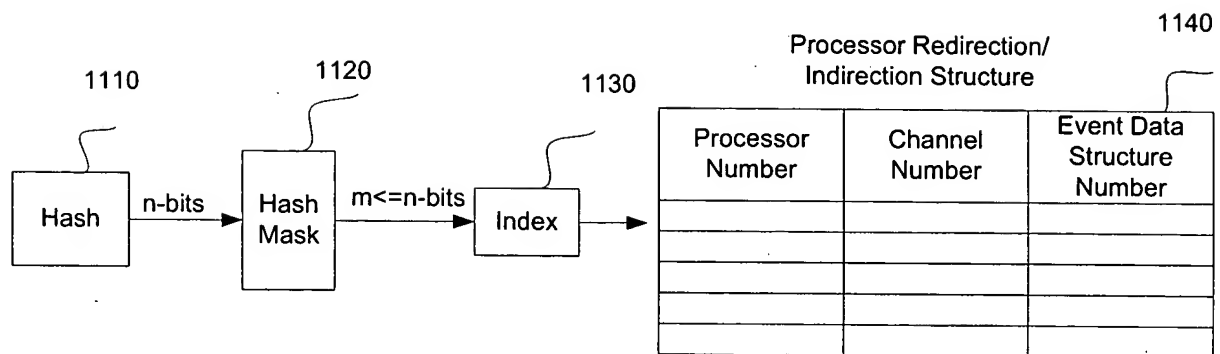 1140
Processor Redirection/
Indirection Structure
1110
1120
1130
Processor
Number
Channel
Number
Event Data
Structure
Number
Hash
n-bits
Hash
Mask
m<=n-bits
Index